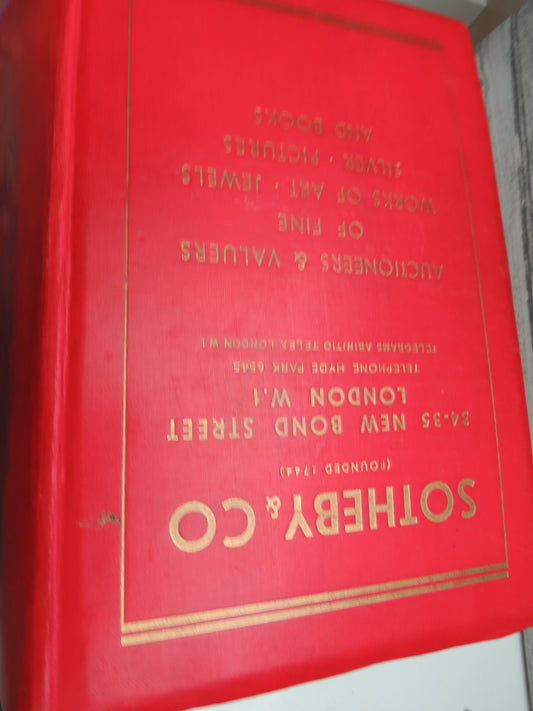 SOTHEBY & CO
(FOUNDED 1744)
34-35 NEW BOND STREET
LONDON W.1
TELEPHONE HYDE PARK 6545
TELEGRAMS ABINITIO TELEX LONDON W.1
AUCTIONEERS & VALUERS
OF FINE
WORKS OF ART · JEWELS
SILVER · PICTURES
AND BOOKS